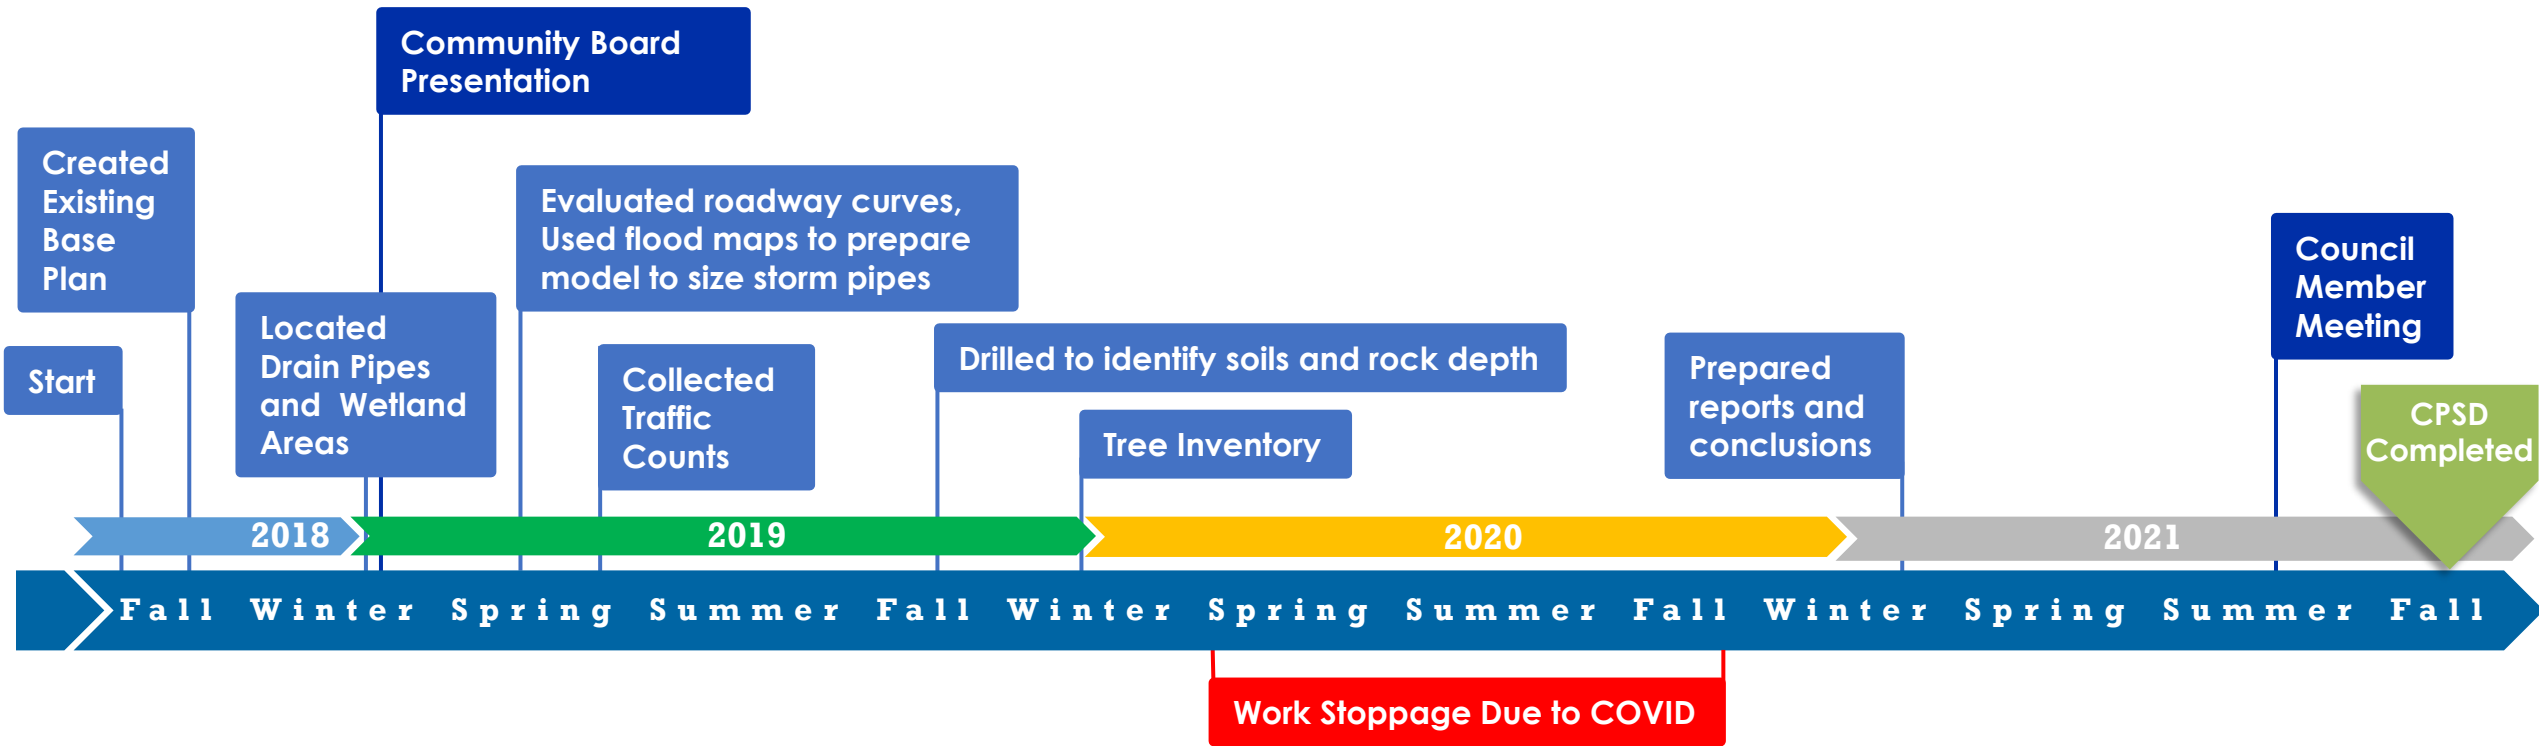 Community Board
Presentation
Created
Existing
Base
Plan
Evaluated roadway curves,
Used flood maps to prepare
model to size storm pipes
Council
Member
Meeting
Start
Located
Drain Pipes
and Wetland
Areas
Collected
Traffic
Counts
Drilled to identify soils and rock depth
Tree Inventory
Prepared
reports and
conclusions
CPSD
Completed
2018 2019 2020 2021
Fall Winter Spring Summer Fall Winter Spring Summer Fall Winter Spring Summer Fall
Work Stoppage Due to COVID